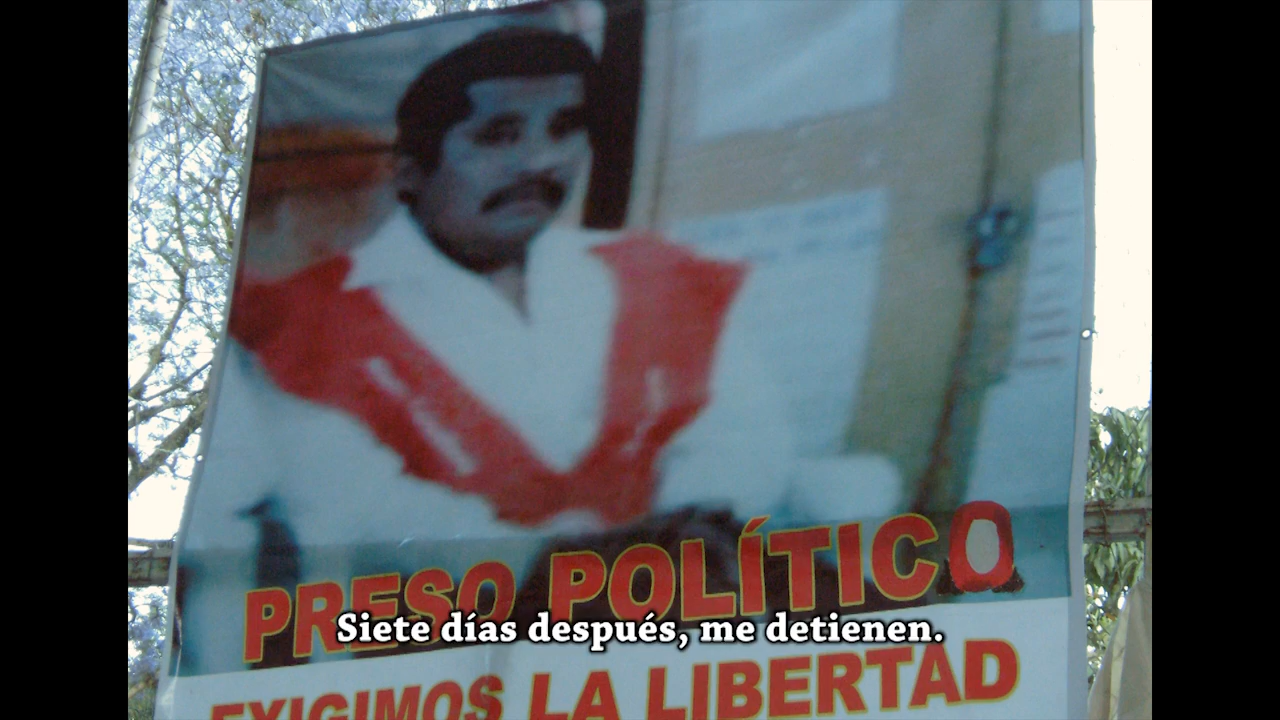 PRESO POLÍTICO
Siete días después, me detienen.
EXIGIMOS LA LIBERTAD